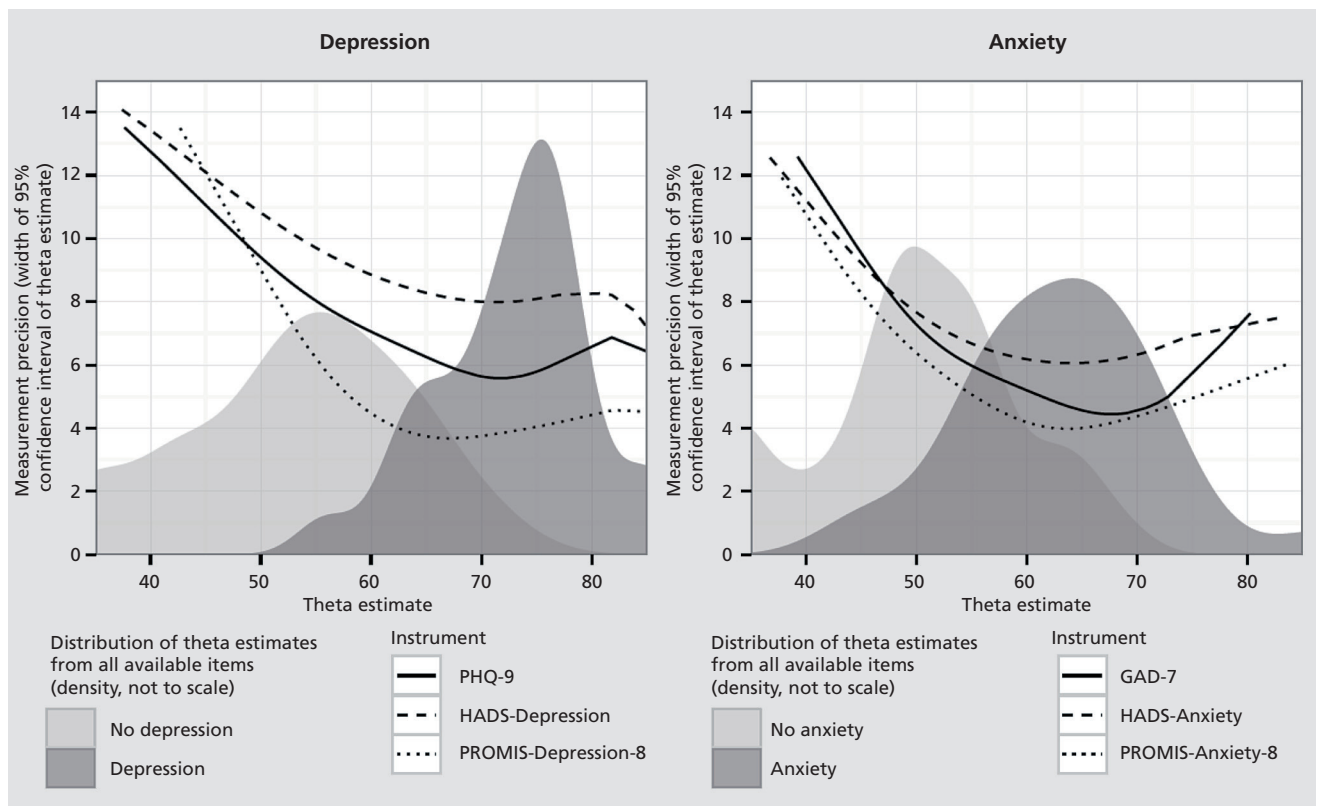 Depression
Measurement precision (width of 95%
confidence interval of theta estimate)
14
12
10
8
6
4
2
0
40 50 60 70 80
Theta estimate
Distribution of theta estimates
from all available items
(density, not to scale)
No depression
Depression
Instrument
PHQ-9
HADS-Depression
PROMIS-Depression-8
Anxiety
Measurement precision (width of 95%
confidence interval of theta estimate)
14
12
10
8
6
4
2
0
40 50 60 70 80
Theta estimate
Distribution of theta estimates
from all available items
(density, not to scale)
No anxiety
Anxiety
Instrument
GAD-7
HADS-Anxiety
PROMIS-Anxiety-8